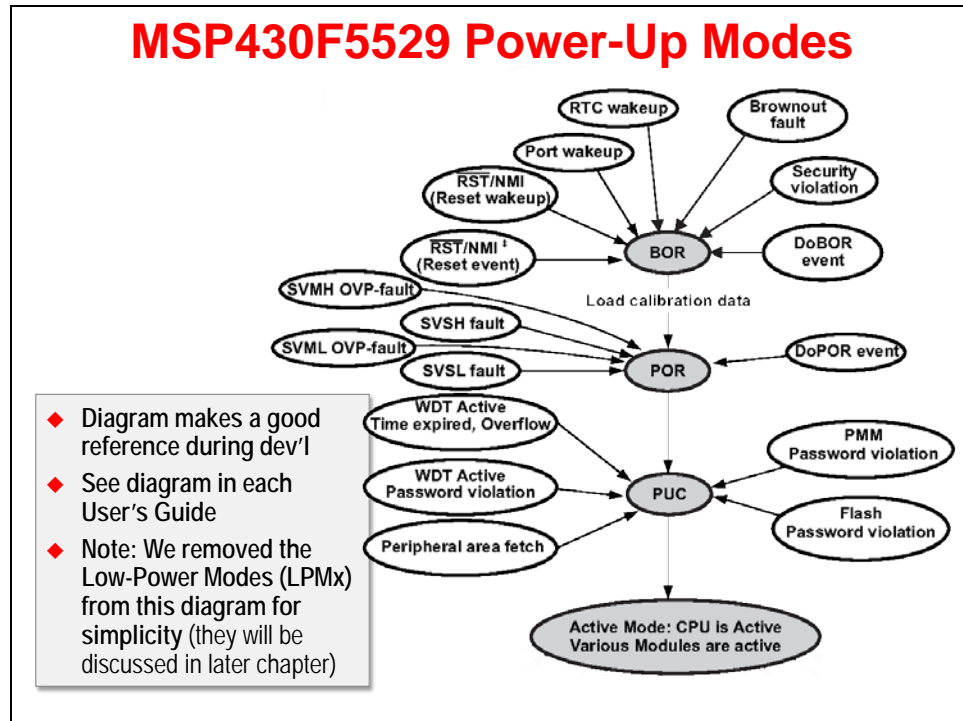 MSP430F5529 Power-Up Modes
RTC wakeup
Brownout
fault
Port wakeup
Security
violation
RST/NMI
(Reset wakeup)
RST/NMI ‡
(Reset event)
BOR
DoBOR
event
SVMH OVP-fault
Load calibration data
SVSH fault
SVML OVP-fault
DoPOR event
SVSL fault
POR
WDT Active
Time expired, Overflow
PMM
Password violation
WDT Active
Password violation
PUC
Flash
Password violation
Peripheral area fetch
Active Mode: CPU is Active
Various Modules are active
◆ Diagram makes a good
reference during dev'l
◆ See diagram in each
User's Guide
◆ Note: We removed the
Low-Power Modes (LPMx)
from this diagram for
simplicity (they will be
discussed in later chapter)